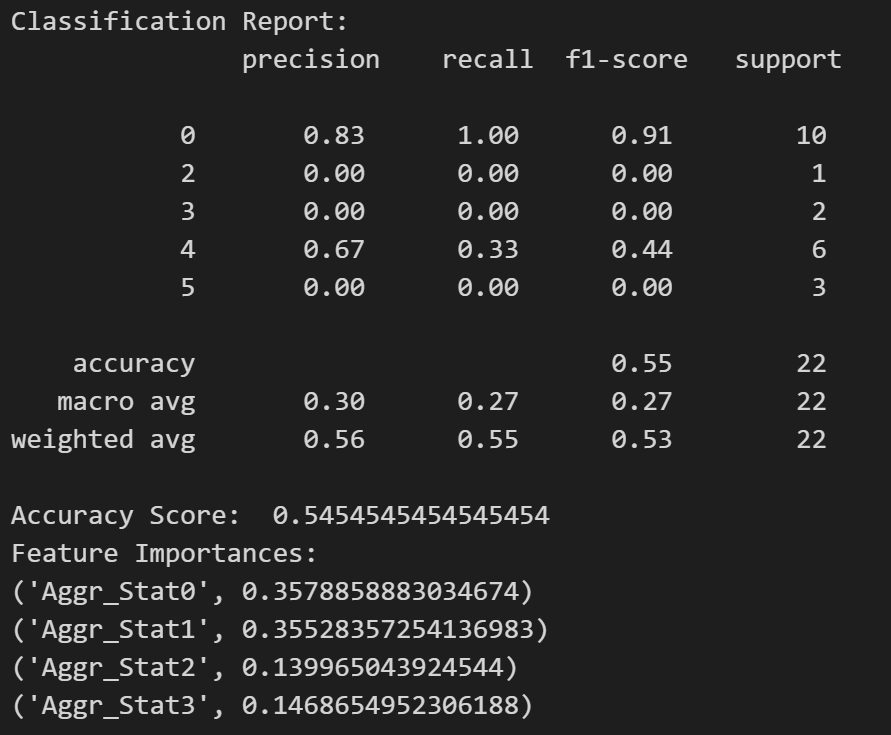 Classification Report:
precision recall f1-score support
0 0.83 1.00 0.91 10
2 0.00 0.00 0.00 1
3 0.00 0.00 0.00 2
4 0.67 0.33 0.44 6
5 0.00 0.00 0.00 3
accuracy 0.55 22
macro avg 0.30 0.27 0.27 22
weighted avg 0.56 0.55 0.53 22
Accuracy Score:  0.5454545454545454
Feature Importances:
('Aggr_Stat0', 0.3578858883034674)
('Aggr_Stat1', 0.35528357254136983)
('Aggr_Stat2', 0.139965043924544)
('Aggr_Stat3', 0.1468654952306188)